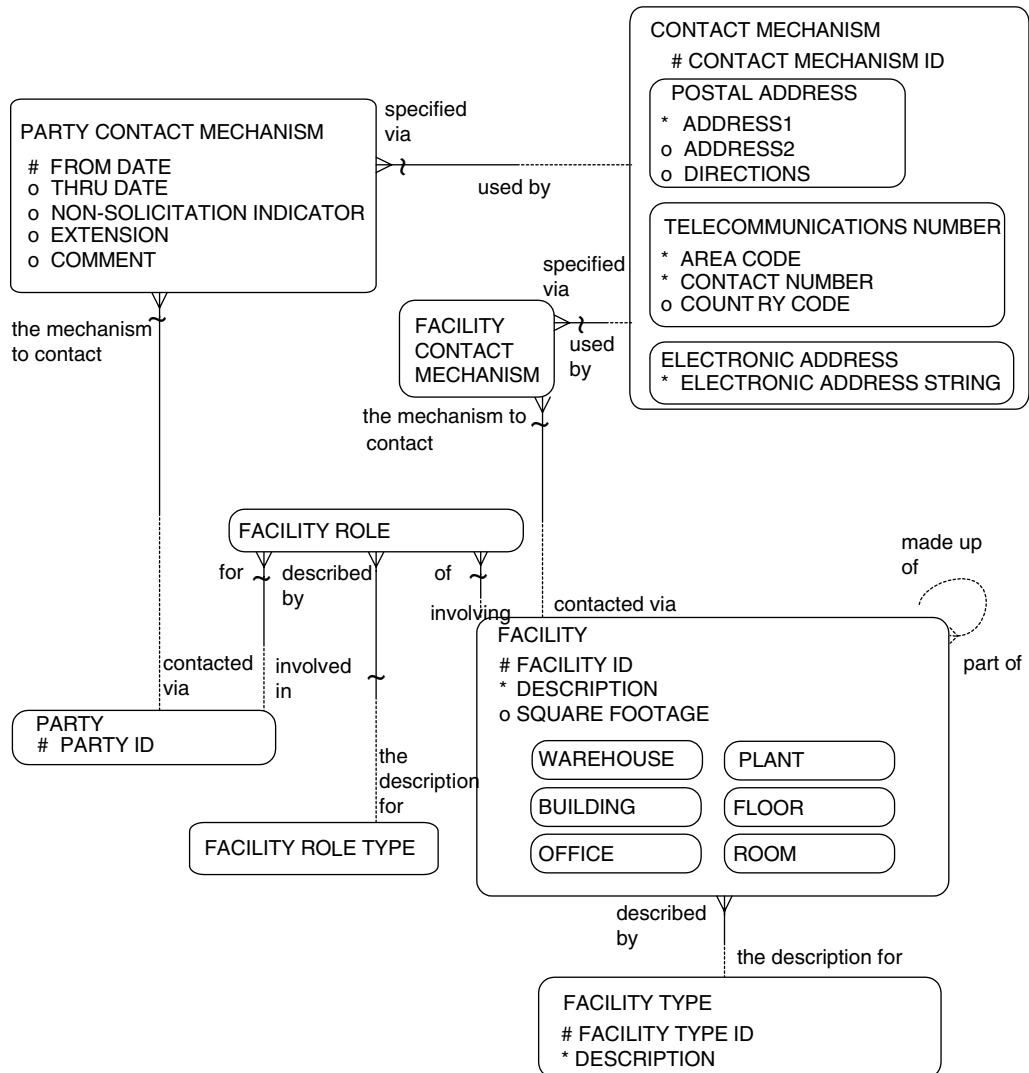 CONTACT MECHANISM
# CONTACT MECHANISM ID
POSTAL ADDRESS
* ADDRESS1
o ADDRESS2
o DIRECTIONS
TELECOMMUNICATIONS NUMBER
* AREA CODE
* CONTACT NUMBER
o COUNTRY CODE
ELECTRONIC ADDRESS
* ELECTRONIC ADDRESS STRING
specified
via
used by
PARTY CONTACT MECHANISM
# FROM DATE
o THRU DATE
o NON-SOLICITATION INDICATOR
o EXTENSION
o COMMENT
specified
via
used
by
the mechanism
to contact
FACILITY
CONTACT
MECHANISM
the mechanism to
contact
FACILITY ROLE
for
described
by
of
involving
contacted via
made up
of
part of
contacted
via
involved
in
PARTY
# PARTY ID
the
description
for
FACILITY ROLE TYPE
FACILITY
# FACILITY ID
* DESCRIPTION
o SQUARE FOOTAGE
WAREHOUSE
PLANT
BUILDING
FLOOR
OFFICE
ROOM
described
by
the description for
FACILITY TYPE
# FACILITY TYPE ID
* DESCRIPTION